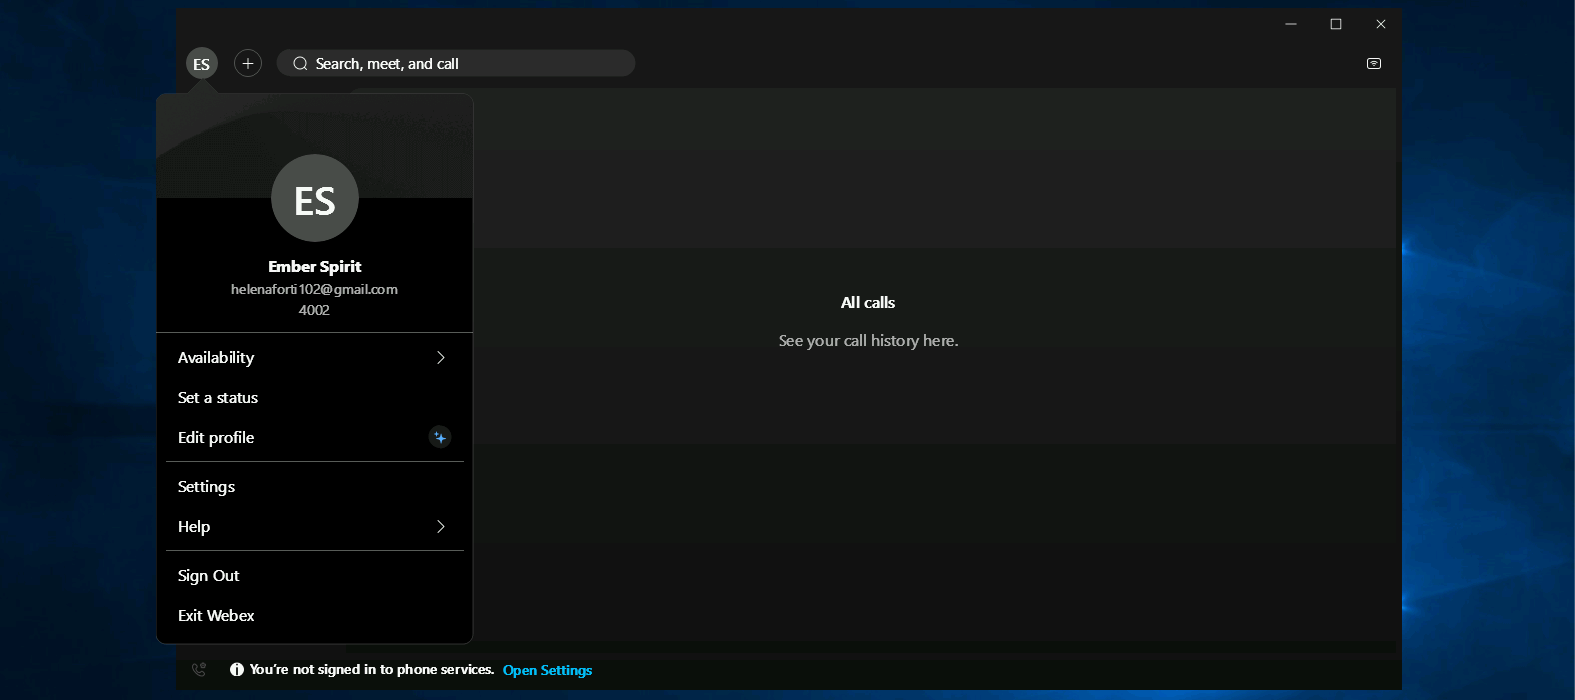 ES
Search, meet, and call
ES
Ember Spirit
helenaforti102@gmail.com
4002
Availability
Set a status
Edit profile
Settings
Help
Sign Out
Exit Webex
All calls
See your call history here.
You're not signed in to phone services. Open Settings